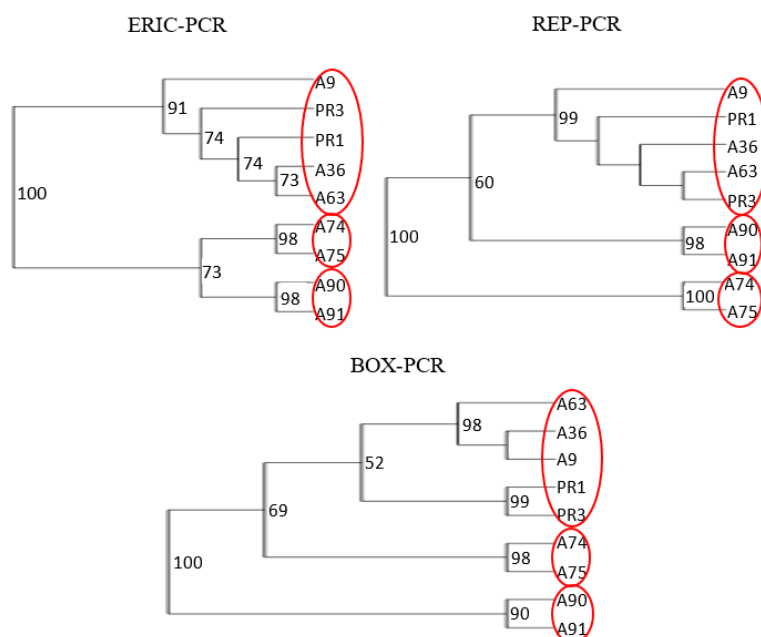 ERIC-PCR
A9
91
PR3
74
PR1
74
A36
73
A63
100
A74
98
A75
73
A90
98
A91
REP-PCR
A9
99
PR1
A36
A63
60
PR3
100
A90
98
A91
A74
100
A75
BOX-PCR
A63
98
A36
A9
52
PR1
99
PR3
69
A74
98
A75
100
A90
90
A91